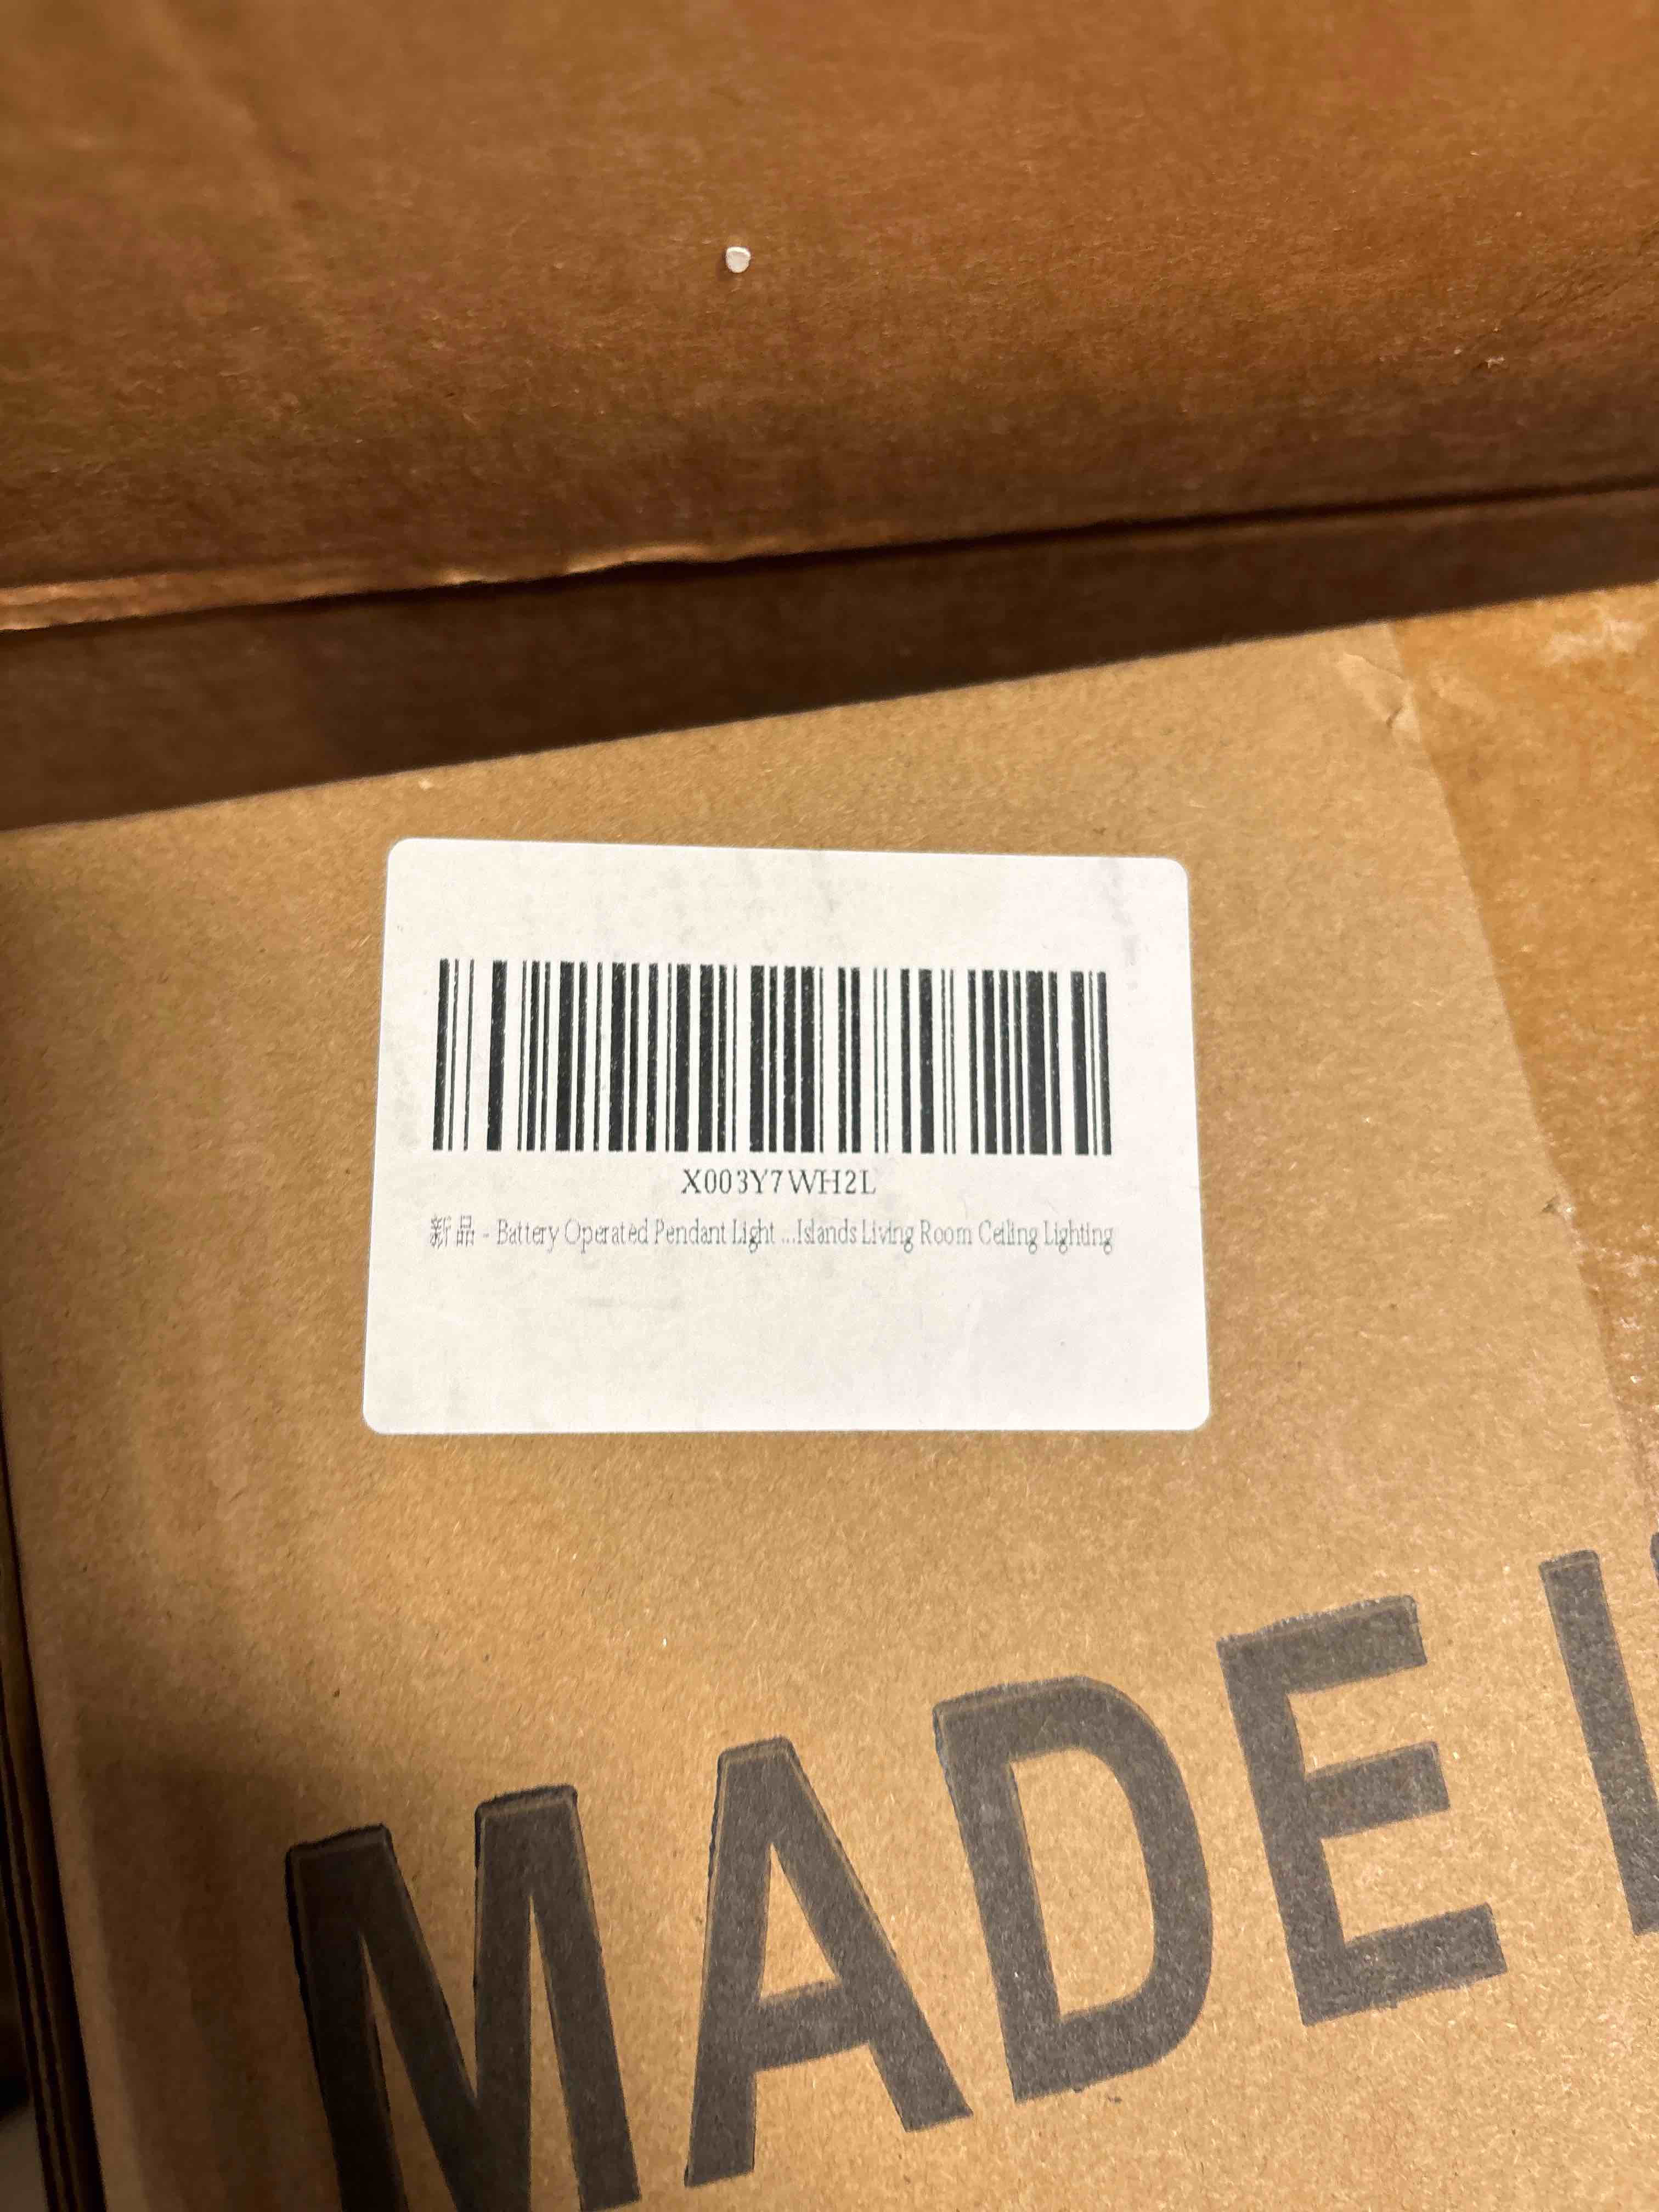 X003Y7WH2L
新品 - Battery Operated Pendant Light ...Islands Living Room Ceiling Lighting
MADE I